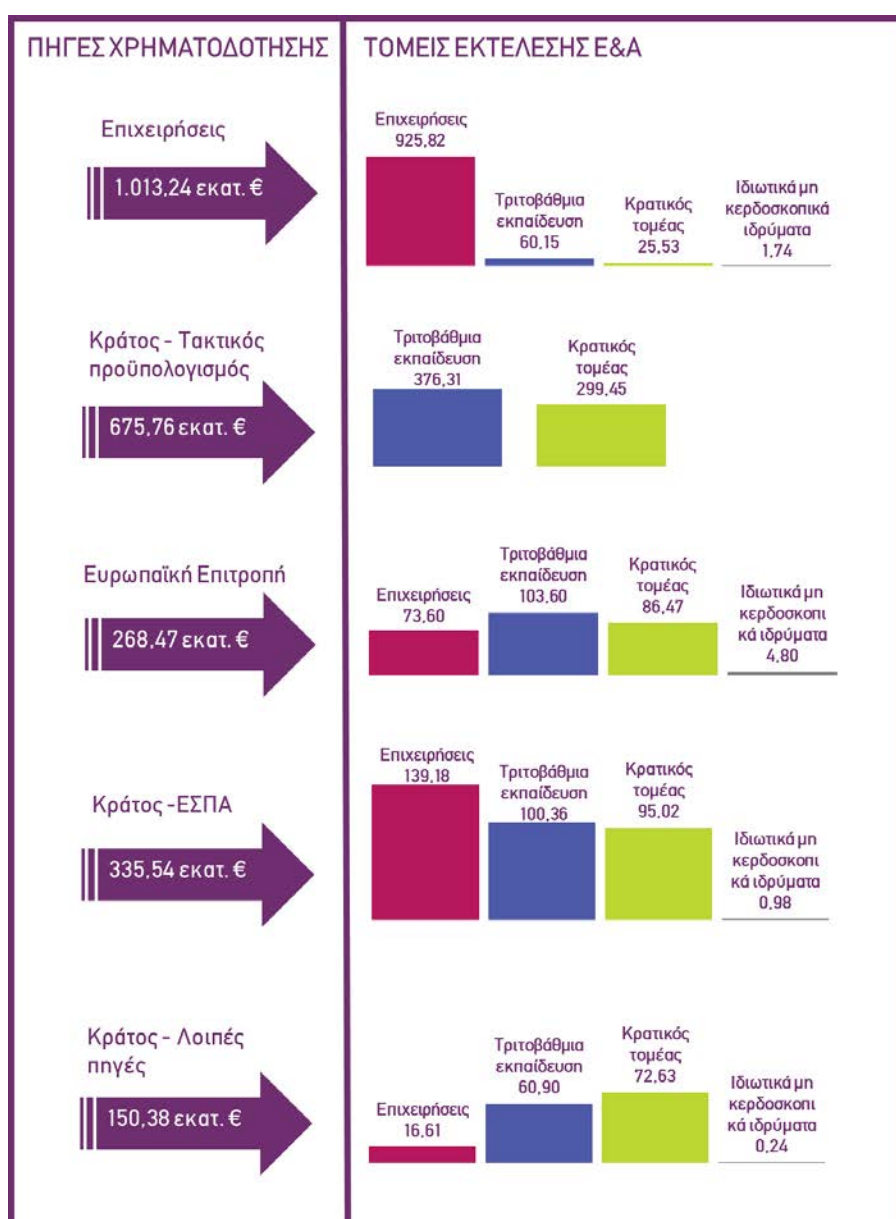 ΠΗΓΕΣ ΧΡΗΜΑΤΟΔΟΤΗΣΗΣ
ΤΟΜΕΙΣ ΕΚΤΕΛΕΣΗΣ Ε&Α
Επιχειρήσεις
1.013,24 εκατ. €
Επιχειρήσεις
925,82
Τριτοβάθμια
εκπαίδευση
60,15
Κρατικός
τομέας
25,53
Ιδιωτικά μη
κερδοσκοπικά
ιδρύματα
1,74
Κράτος - Τακτικός
προϋπολογισμός
675,76 εκατ. €
Τριτοβάθμια
εκπαίδευση
376,31
Κρατικός
τομέας
299,45
Ευρωπαϊκή Επιτροπή
268,47 εκατ. €
Επιχειρήσεις
73,60
Τριτοβάθμια
εκπαίδευση
103,60
Κρατικός
τομέας
86,47
Ιδιωτικά μη
κερδοσκοπι
κά ιδρύματα
4,80
Κράτος -ΕΣΠΑ
335,54 εκατ. €
Επιχειρήσεις
139,18
Τριτοβάθμια
εκπαίδευση
100,36
Κρατικός
τομέας
95,02
Ιδιωτικά μη
κερδοσκοπι
κά ιδρύματα
0,98
Κράτος - Λοιπές
πηγές
150,38 εκατ. €
Επιχειρήσεις
16,61
Τριτοβάθμια
εκπαίδευση
60,90
Κρατικός
τομέας
72,63
Ιδιωτικά μη
κερδοσκοπι
κά ιδρύματα
0,24